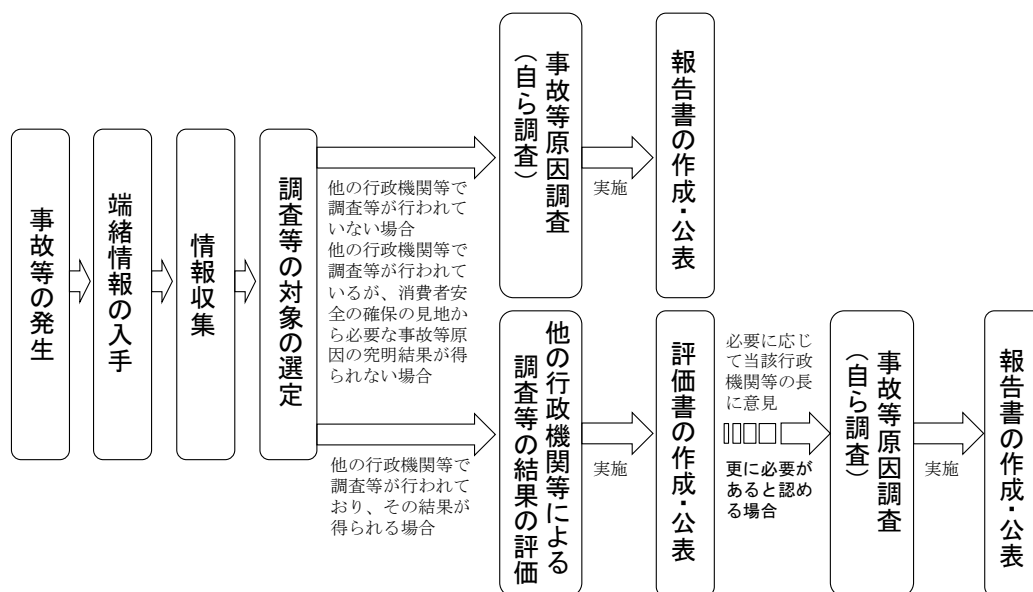 事故等の発生
端緒情報の入手
情報収集
調査等の対象の選定
他の行政機関等で
調査等が行われて
いない場合
他の行政機関等で
調査等が行われて
いるが、消費者安
全の確保の見地か
ら必要な事故等原
因の究明結果が得
られない場合
事故等原因調査
（自ら調査）
実施
報告書の作成・公表
他の行政機関等で
調査等が行われて
おり、その結果が
得られる場合
他の行政機関等による
調査等の結果の評価
実施
評価書の作成・公表
必要に応じ
て当該行政
機関等の長
に意見
更に必要が
あると認め
る場合
事故等原因調査
（自ら調査）
実施
報告書の作成・公表